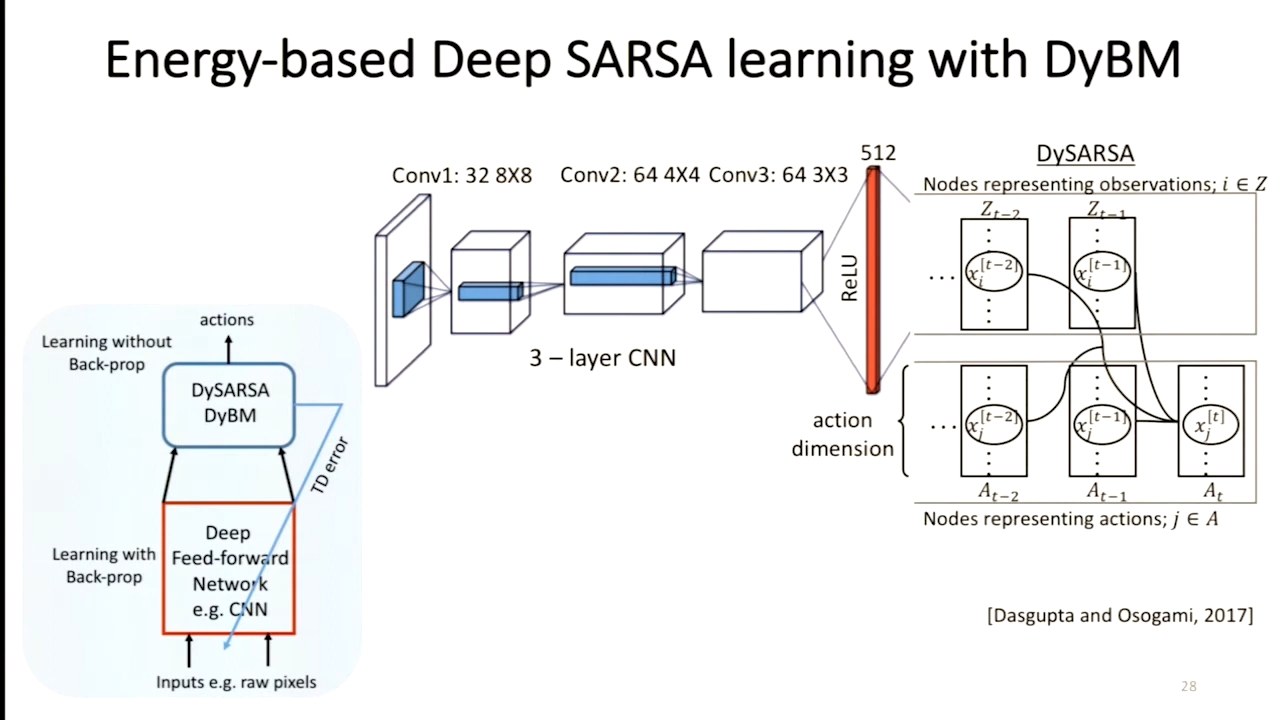 Energy-based Deep SARSA learning with DyBM
actions
Learning without
Back-prop
DySARSA
DyBM
TD error
Learning with
Back-prop
Deep
Feed-forward
Network
e.g. CNN
Inputs e.g. raw pixels
Conv1: 32 8X8
Conv2: 64 4X4
Conv3: 64 3X3
512
ReLU
3 – layer CNN
DySARSA
Nodes representing observations; i ∈ Z
Z_{t−2}
Z_{t−1}
⋮
⋮
… x_i^{[t−2]}
x_i^{[t−1]}
⋮
⋮
action
dimension
⋮
⋮
⋮
… x_j^{[t−2]}
x_j^{[t−1]}
x_j^{[t]}
⋮
⋮
⋮
A_{t−2}
A_{t−1}
A_t
Nodes representing actions; j ∈ A
[Dasgupta and Osogami, 2017]
28